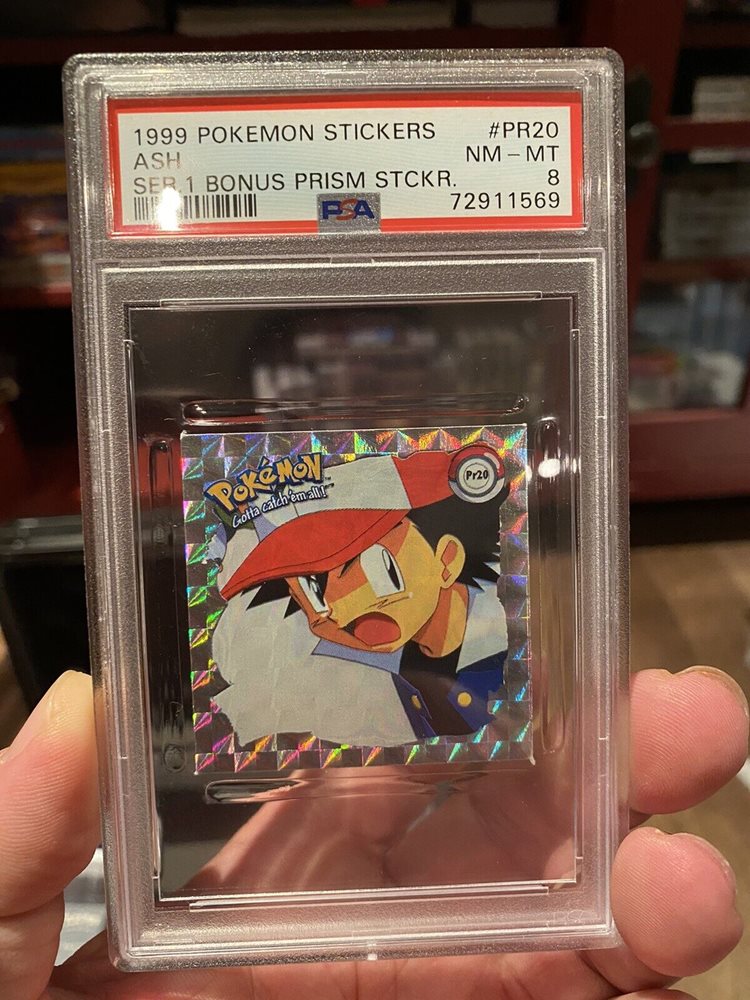 1999 POKEMON STICKERS #PR20
ASH NM - MT
SER.1 BONUS PRISM STCKR. 8
PSA 72911569
POKéMON
Gotta catch 'em all!
Pr20